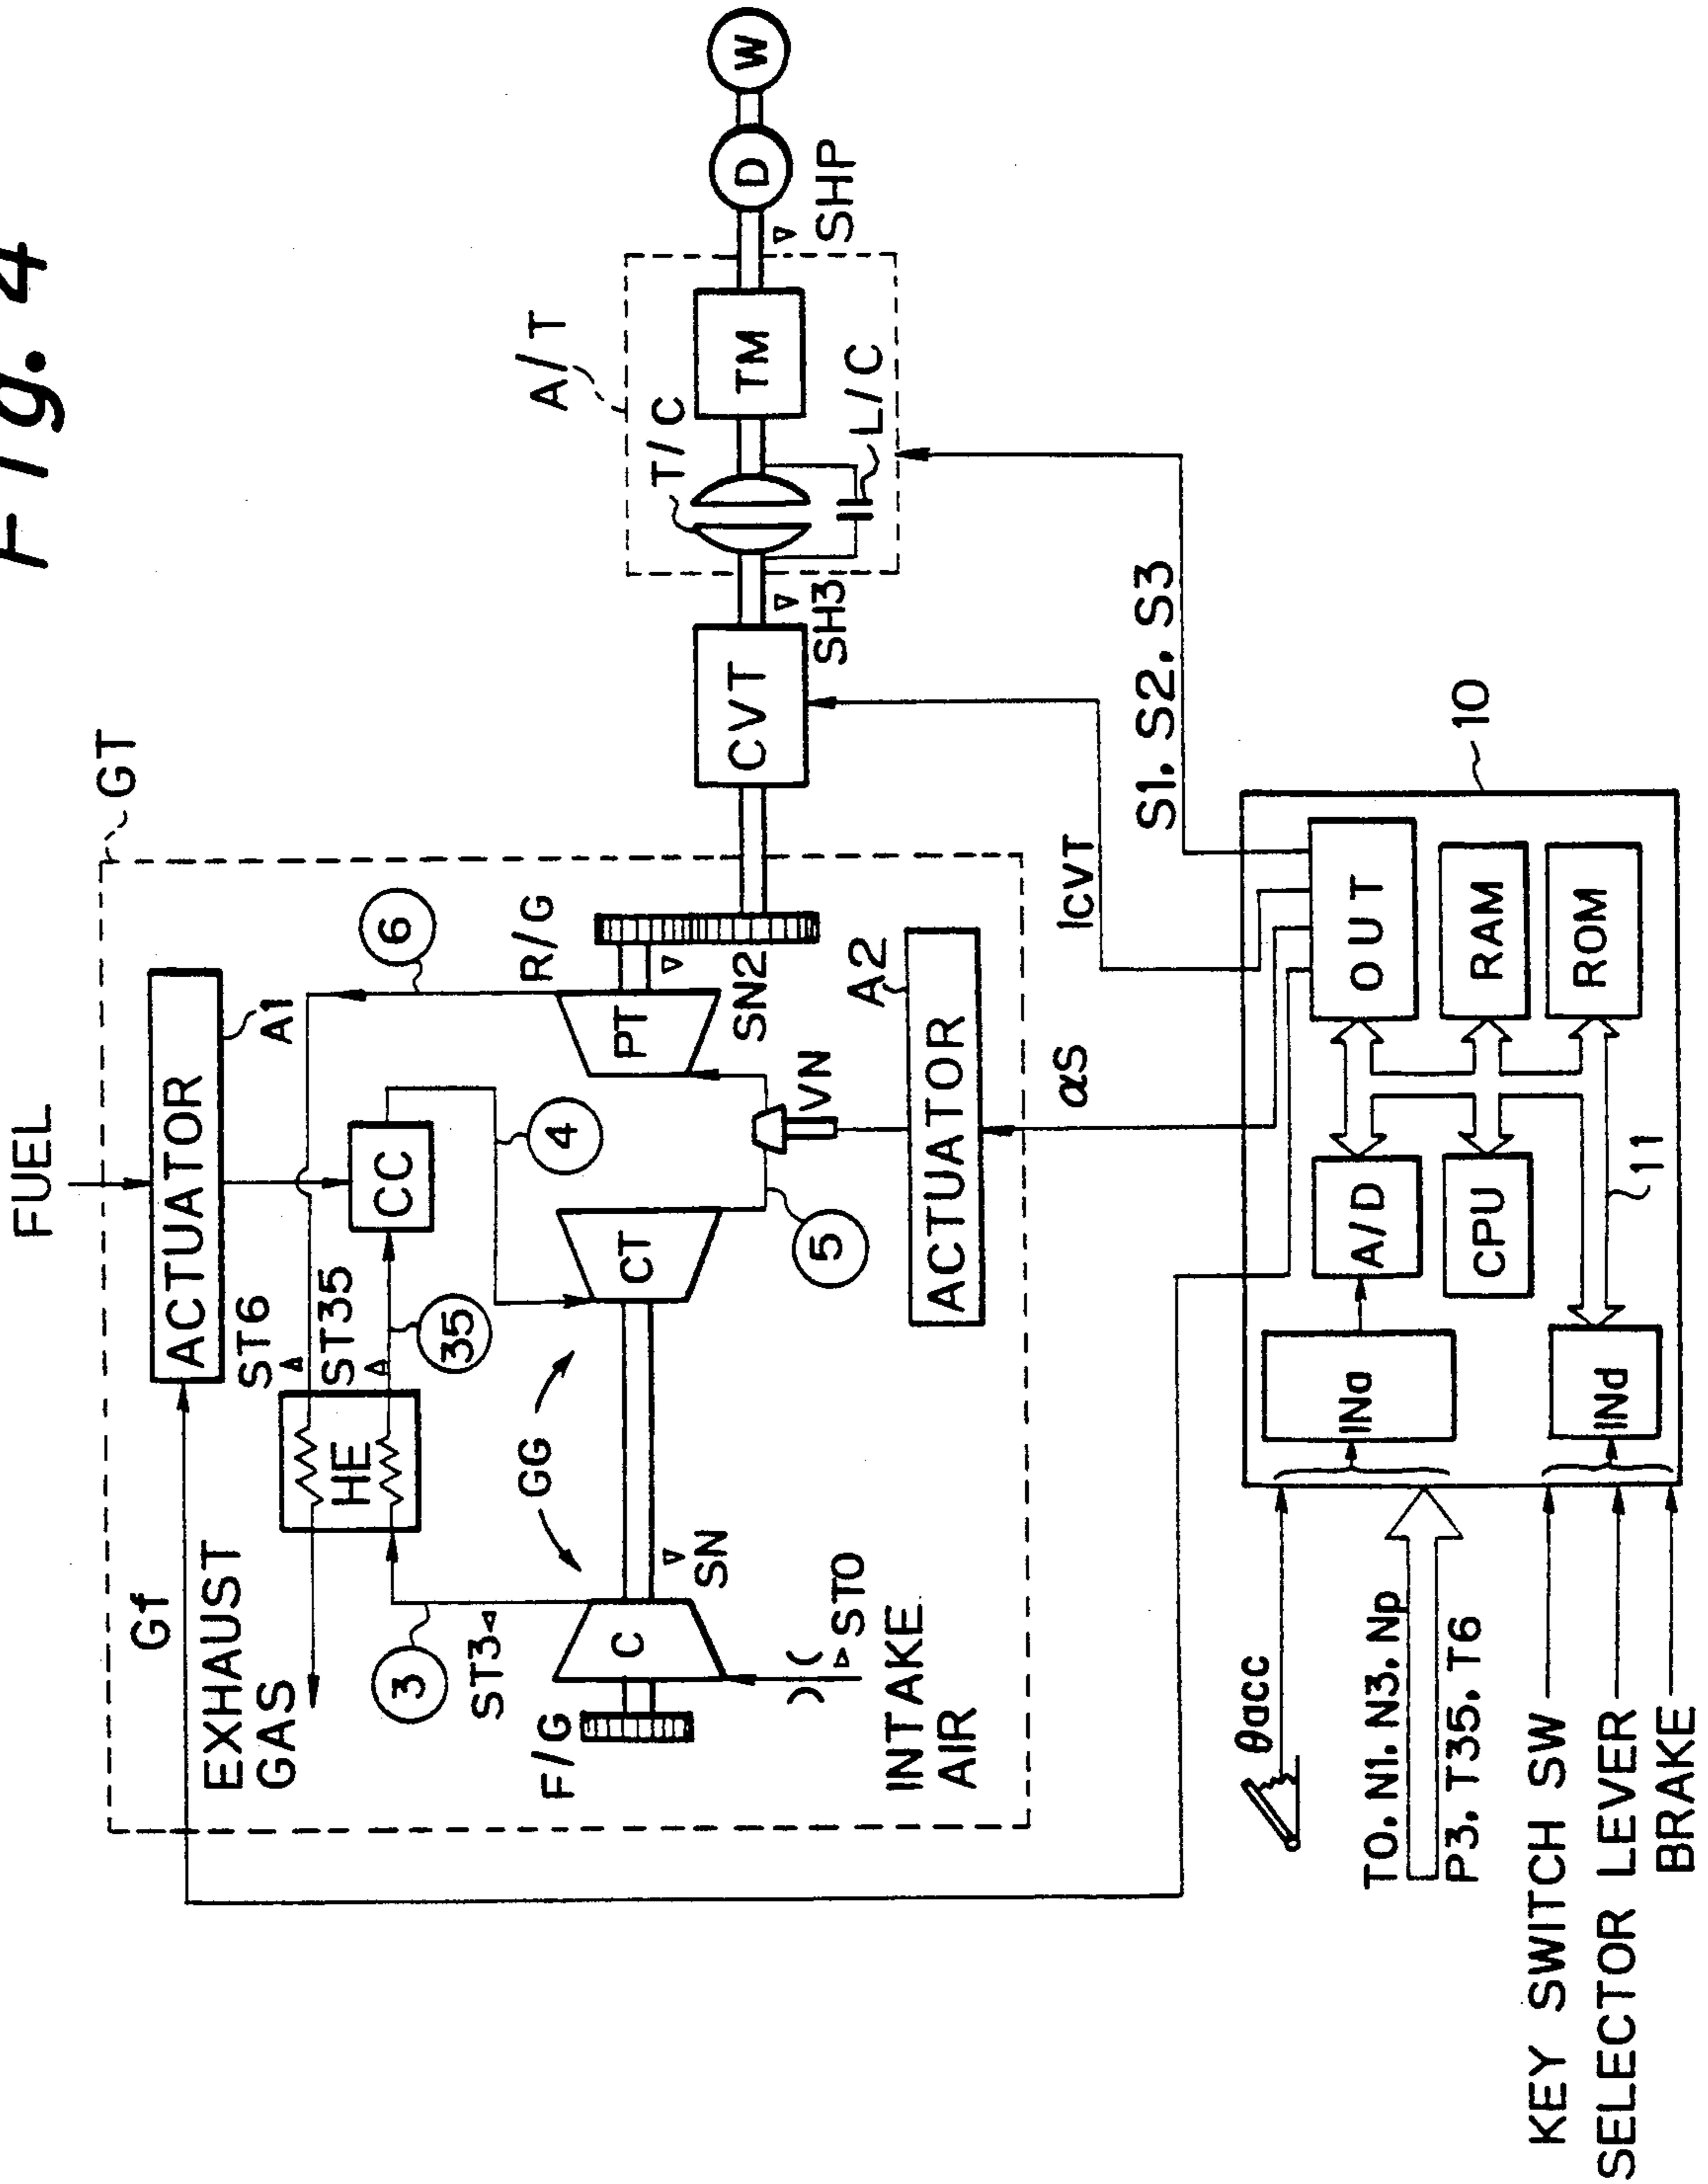 Fig. 4
FUEL
GT
ACTUATOR
A1
Gf
EXHAUST
GAS
ST6
ST35
HE
35
CC
6
4
3
ST3
GG
R/G
F/G
C
SN
CT
PT
SN2
5
VN
STO
INTAKE
AIR
ACTUATOR
A2
CVT
SH3
A/T
T/C
TM
L/C
SHP
D
W
αS
ICVT
S1. S2. S3
10
θacc
TO. N1. N3. Np
P3. T35. T6
KEY SWITCH SW
SELECTOR LEVER
BRAKE
INa
A/D
OUT
CPU
RAM
INd
11
ROM